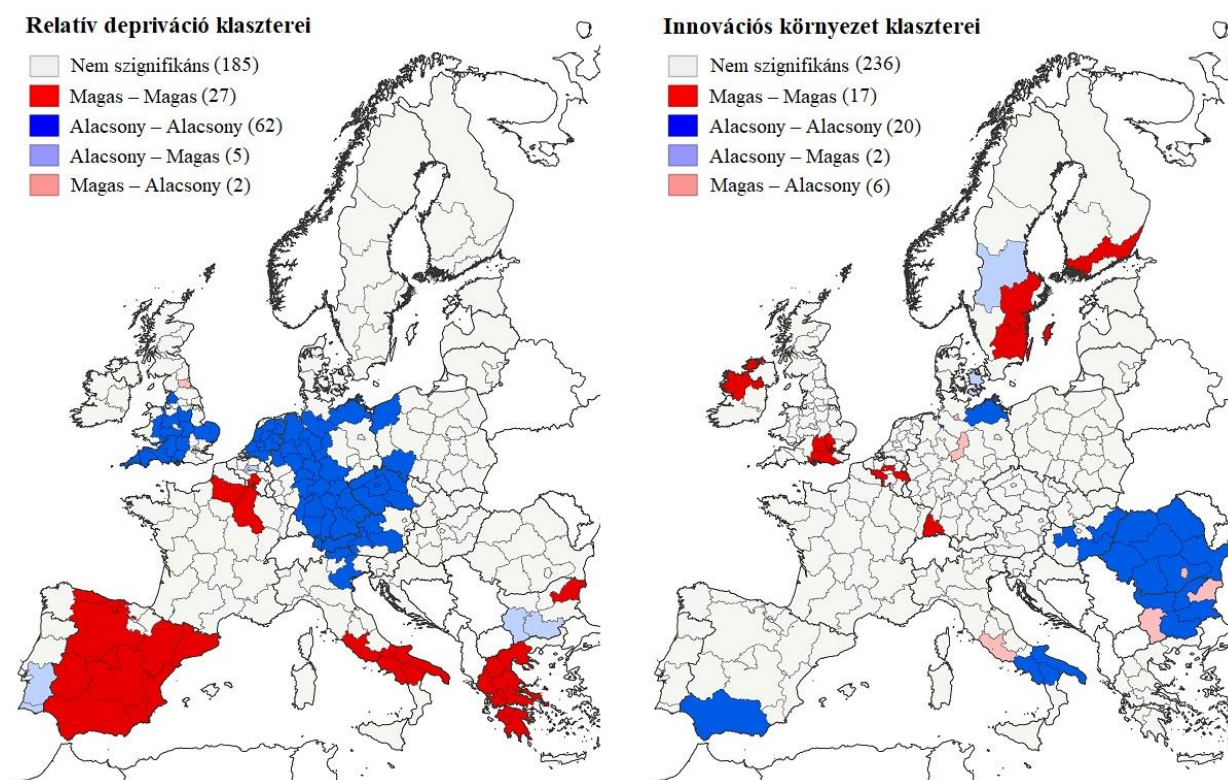 Relatív depriváció klaszterei
Nem szignifikáns (185)
Magas – Magas (27)
Alacsony – Alacsony (62)
Alacsony – Magas (5)
Magas – Alacsony (2)
Innovációs környezet klaszterei
Nem szignifikáns (236)
Magas – Magas (17)
Alacsony – Alacsony (20)
Alacsony – Magas (2)
Magas – Alacsony (6)